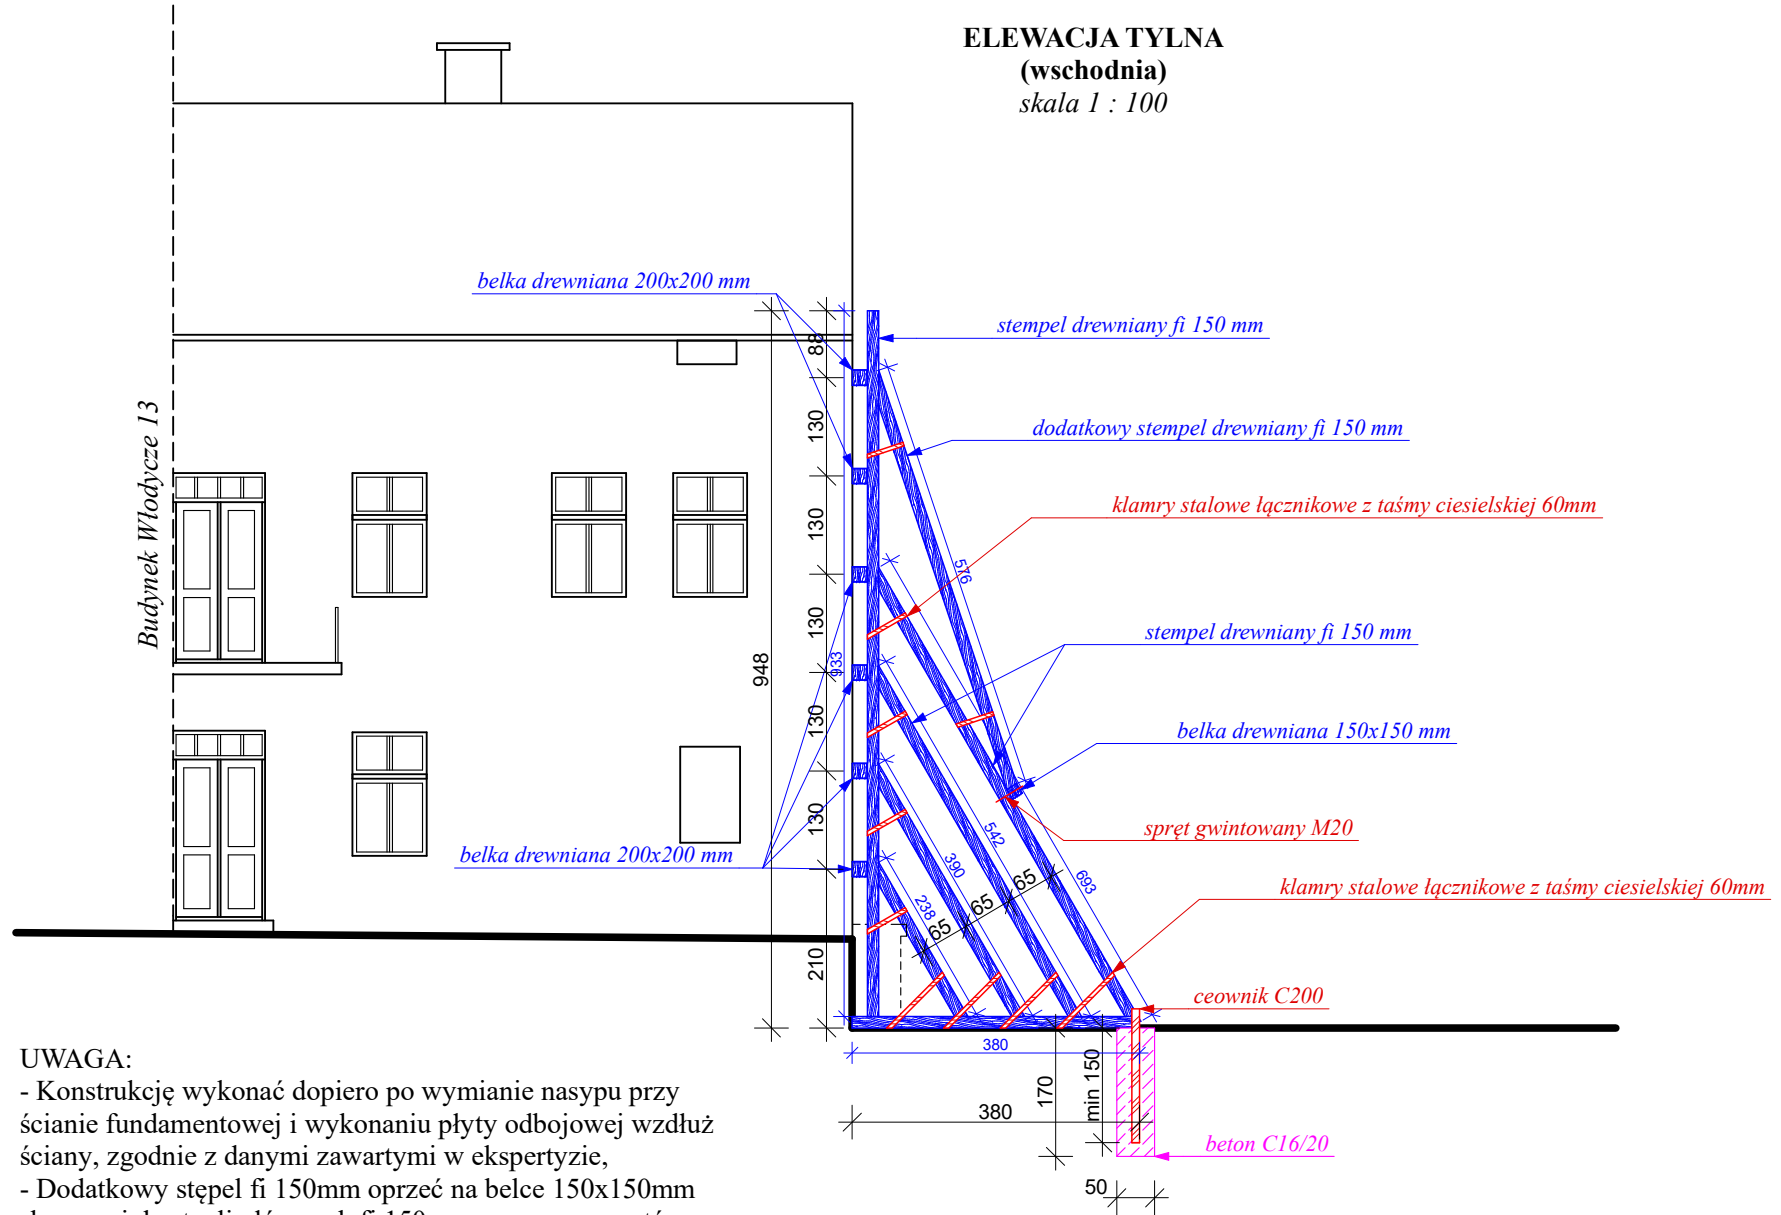 ELEWACJA TYLNA
(wschodnia)
skala 1 : 100
belka drewniana 200x200 mm
stempel drewniany fi 150 mm
88
Budynek Włodycze 13
130
dodatkowy stempel drewniany fi 150 mm
klamry stalowe łącznikowe z taśmy ciesielskiej 60mm
130
576
130
stempel drewniany fi 150 mm
948
933
130
belka drewniana 150x150 mm
130
542
spręt gwintowany M20
belka drewniana 200x200 mm
390
65
693
klamry stalowe łącznikowe z taśmy ciesielskiej 60mm
238
65
65
210
ceownik C200
380
170
min 150
380
beton C16/20
50
UWAGA:
- Konstrukcję wykonać dopiero po wymianie nasypu przy
ścianie fundamentowej i wykonaniu płyty odbojowej wzdłuż
ściany, zgodnie z danymi zawartymi w ekspertyzie,
- Dodatkowy stępel fi 150mm oprzeć na belce 150x150mm